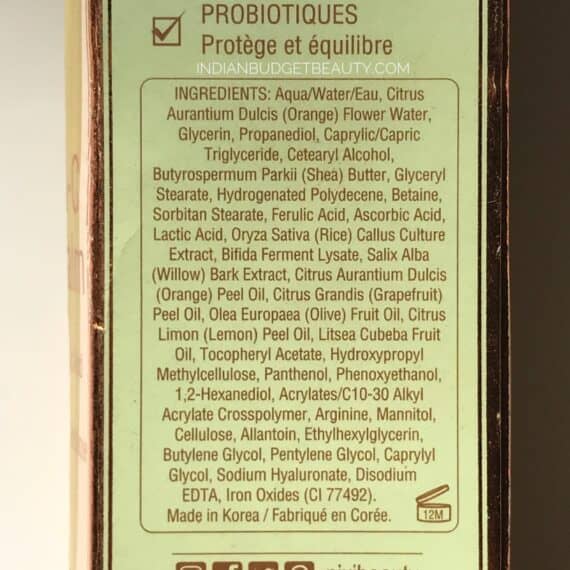 PROBIOTIQUES
Protège et équilibre
INDIANBUDGETBEAUTY.COM
INGREDIENTS: Aqua/Water/Eau, Citrus
Aurantium Dulcis (Orange) Flower Water,
Glycerin, Propanediol, Caprylic/Capric
Triglyceride, Cetearyl Alcohol,
Butyrospermum Parkii (Shea) Butter, Glyceryl
Stearate, Hydrogenated Polydecene, Betaine,
Sorbitan Stearate, Ferulic Acid, Ascorbic Acid,
Lactic Acid, Oryza Sativa (Rice) Callus Culture
Extract, Bifida Ferment Lysate, Salix Alba
(Willow) Bark Extract, Citrus Aurantium Dulcis
(Orange) Peel Oil, Citrus Grandis (Grapefruit)
Peel Oil, Olea Europaea (Olive) Fruit Oil, Citrus
Limon (Lemon) Peel Oil, Litsea Cubeba Fruit
Oil, Tocopheryl Acetate, Hydroxypropyl
Methylcellulose, Panthenol, Phenoxyethanol,
1,2-Hexanediol, Acrylates/C10-30 Alkyl
Acrylate Crosspolymer, Arginine, Mannitol,
Cellulose, Allantoin, Ethylhexylglycerin,
Butylene Glycol, Pentylene Glycol, Caprylyl
Glycol, Sodium Hyaluronate, Disodium
EDTA, Iron Oxides (CI 77492).
Made in Korea / Fabriqué en Corée.
12M